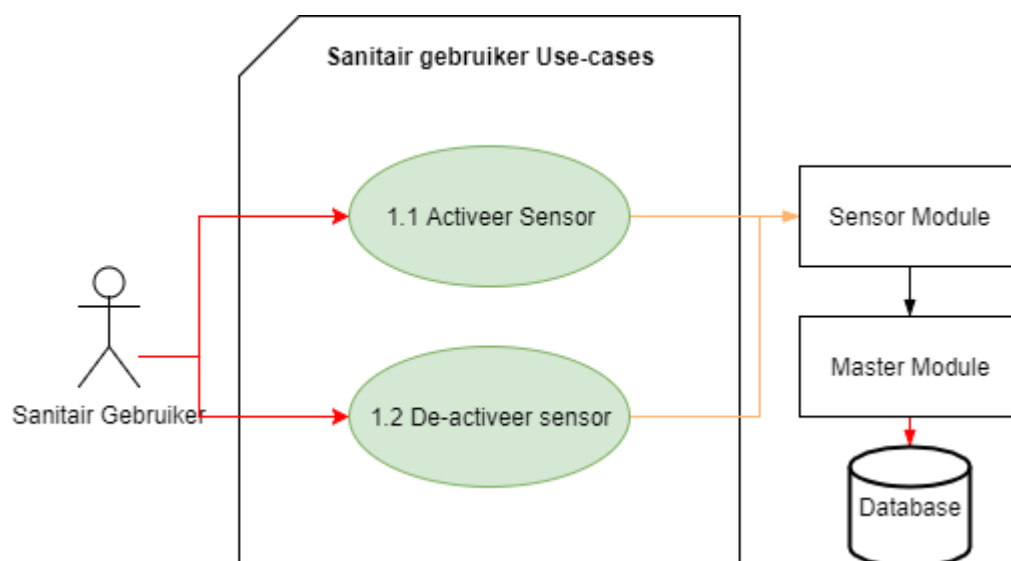 Sanitair gebruiker Use-cases
1.1 Activeer Sensor
Sensor Module
Master Module
Sanitair Gebruiker
1.2 De-activeer sensor
Database